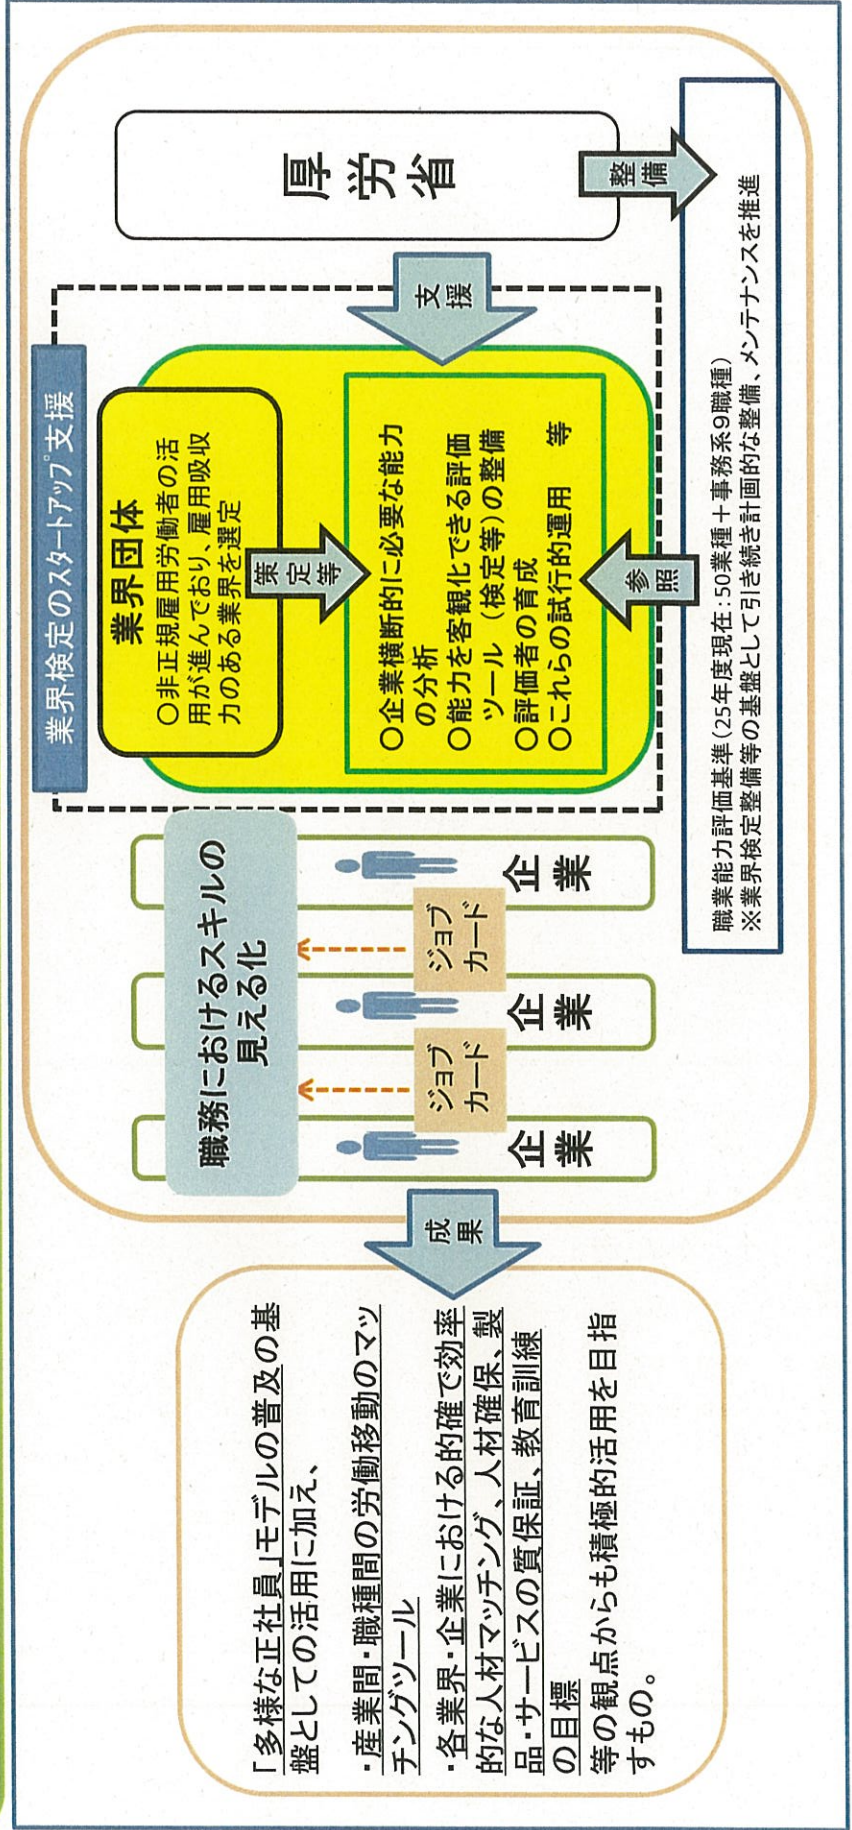 「多様な正社員」モデルの普及の基
盤としての活用に加え、
・産業間・職種間の労働移動のマッ
チングツール
・各業界・企業における的確で効率
的な人材マッチング、人材確保、製
品・サービスの質保証、教育訓練
の目標
等の観点からも積極的活用を目指
すもの。
成果
職務におけるスキルの
見える化
ジョブ
カード
ジョブ
カード
企業
企業
企業
業界検定のスタートアップ支援
業界団体
○非正規雇用労働者の活
用が進んでおり、雇用吸収
力のある業界を選定
策定等
○企業横断的に必要な能力
の分析
○能力を客観化できる評価
ツール（検定等）の整備
○評価者の育成
○これらの試行的運用　等
支援
厚労省
整備
参照
職業能力評価基準（25年度現在：50業種＋事務系9職種）
※業界検定整備等の基盤として引き続き計画的な整備、メンテナンスを推進